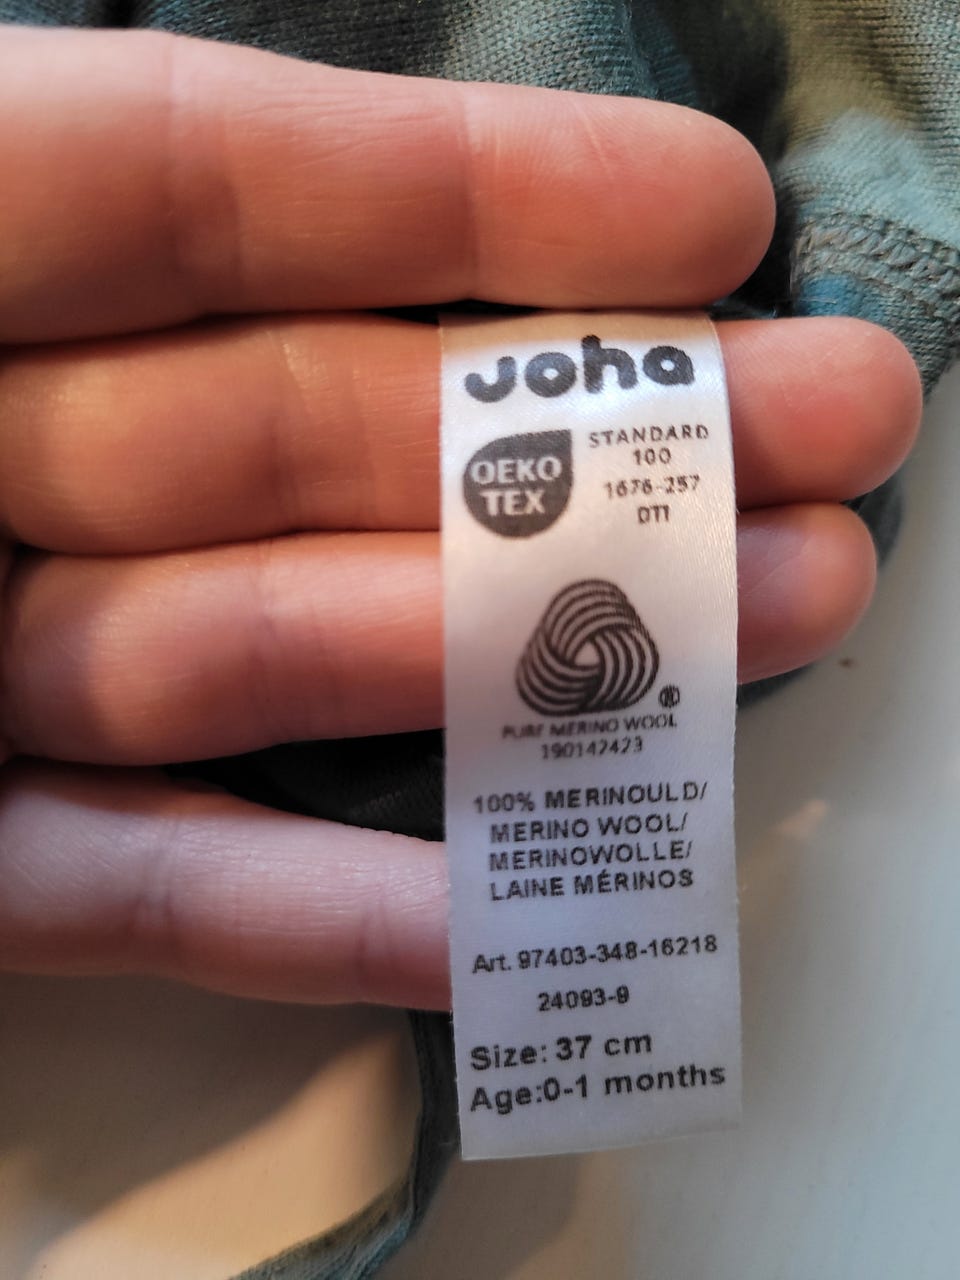 joha
OEKO
TEX
STANDARD
100
1676-257
DTI
®
PURE MERINO WOOL
190142423
100% MERINOULD/
MERINO WOOL/
MERINOWOLLE/
LAINE MÉRINOS
Art. 97403-348-16218
24093-9
Size: 37 cm
Age:0-1 months